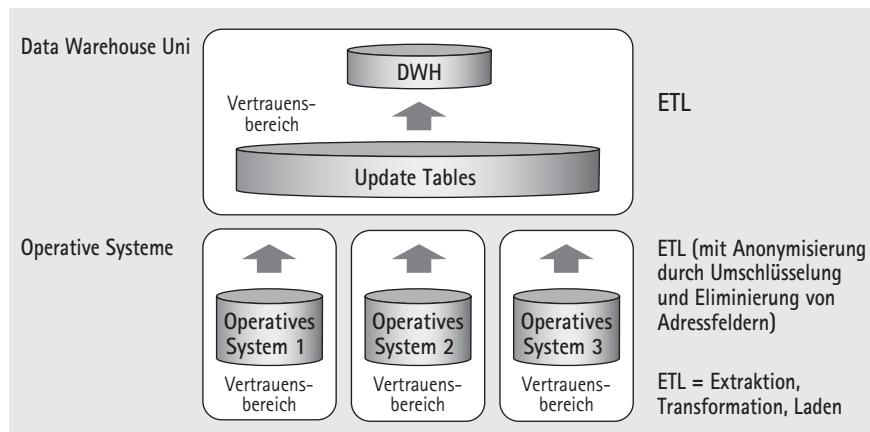 Data Warehouse Uni
DWH
Vertrauens-
bereich
ETL
Update Tables
Operative Systeme
Operatives
System 1
Vertrauens-
bereich
Operatives
System 2
Vertrauens-
bereich
Operatives
System 3
Vertrauens-
bereich
ETL (mit Anonymisierung
durch Umschlüsselung
und Eliminierung von
Adressfeldern)
ETL = Extraktion,
Transformation, Laden